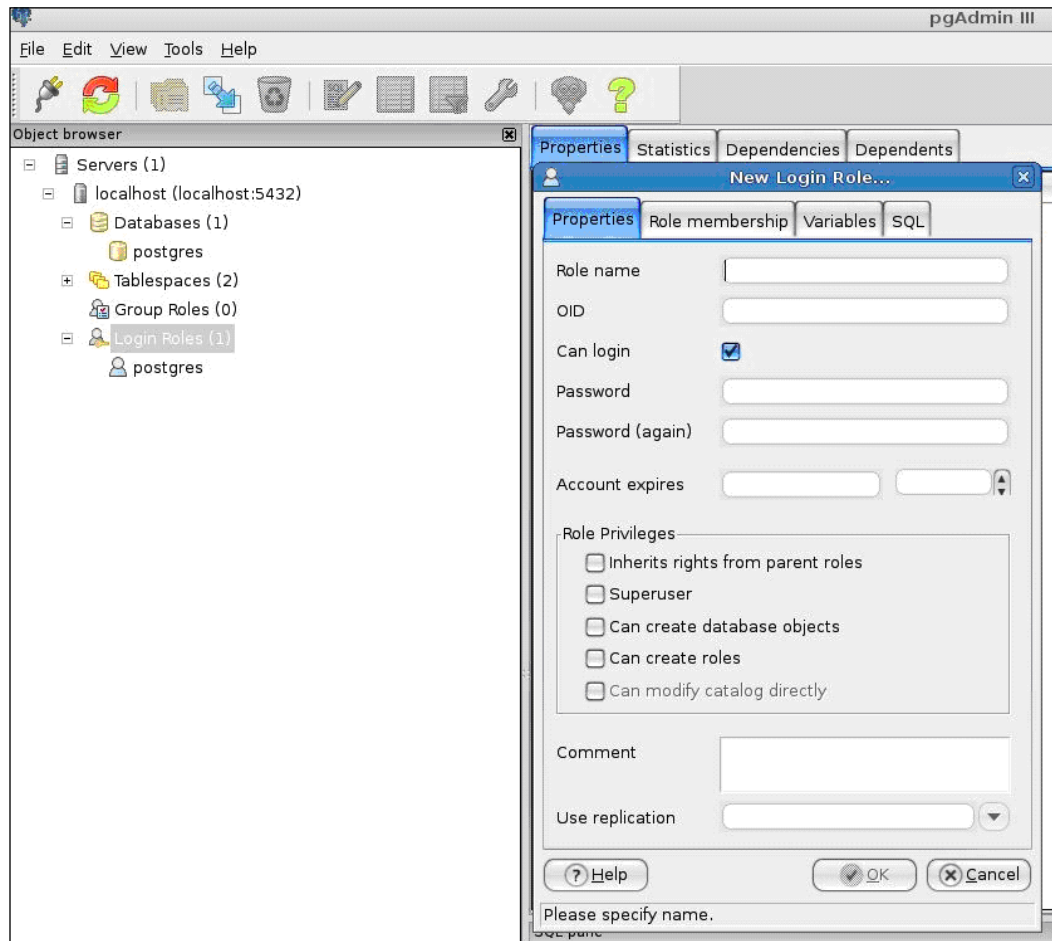 pgAdmin III
File Edit View Tools Help
Object browser
Servers (1)
localhost (localhost:5432)
Databases (1)
postgres
Tablespaces (2)
Group Roles (0)
Login Roles (1)
postgres
Properties Statistics Dependencies Dependents
New Login Role...
Properties Role membership Variables SQL
Role name
OID
Can login
Password
Password (again)
Account expires
Role Privileges
Inherits rights from parent roles
Superuser
Can create database objects
Can create roles
Can modify catalog directly
Comment
Use replication
Help OK Cancel
Please specify name.
SQL pane